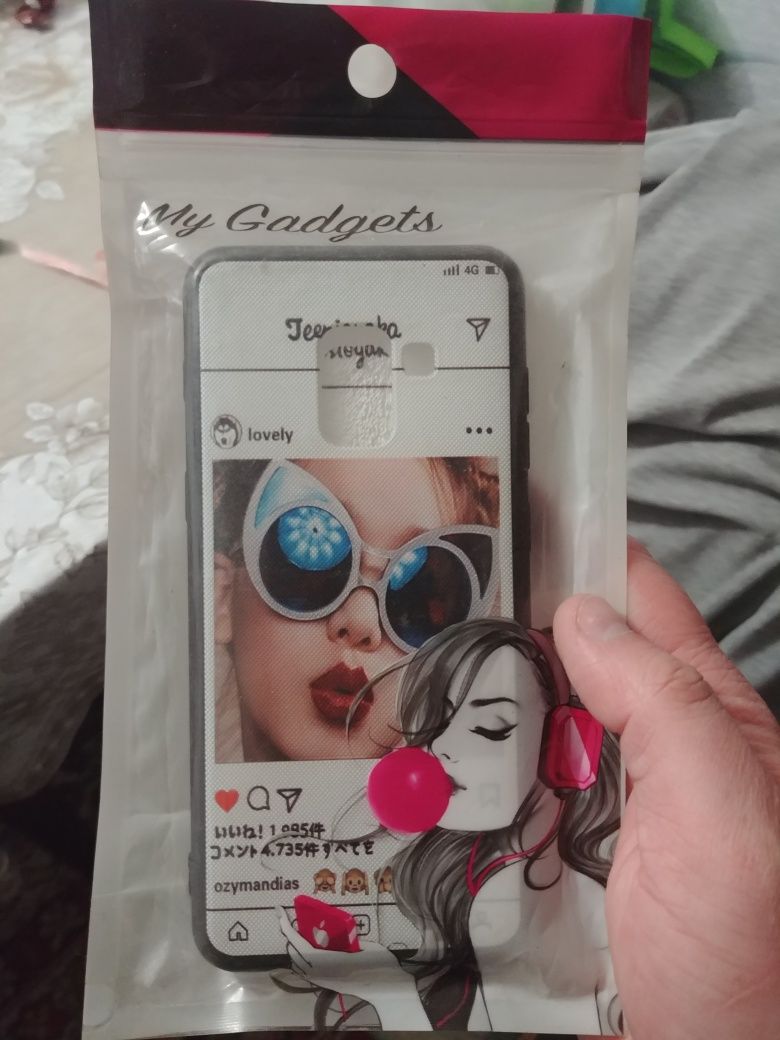 My Gadgets
4G
lovely
いいね! 1.985件
コメント4.735件すべてを
ozymandias